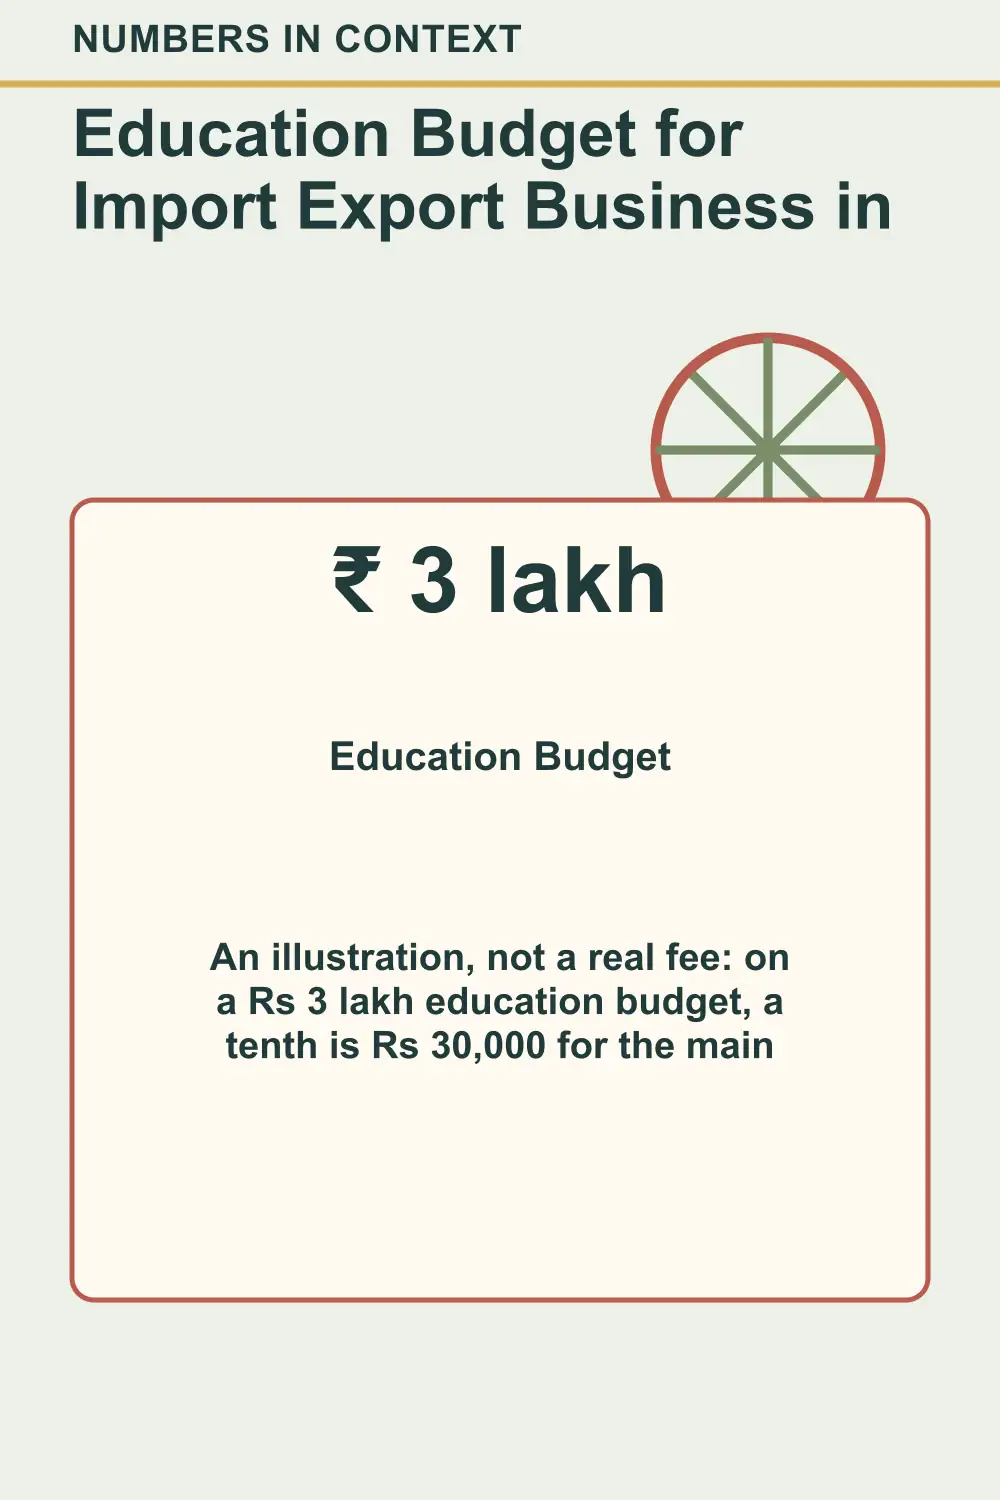 NUMBERS IN CONTEXT
Education Budget for
Import Export Business in
₹ 3 lakh
Education Budget
An illustration, not a real fee: on
a Rs 3 lakh education budget, a
tenth is Rs 30,000 for the main